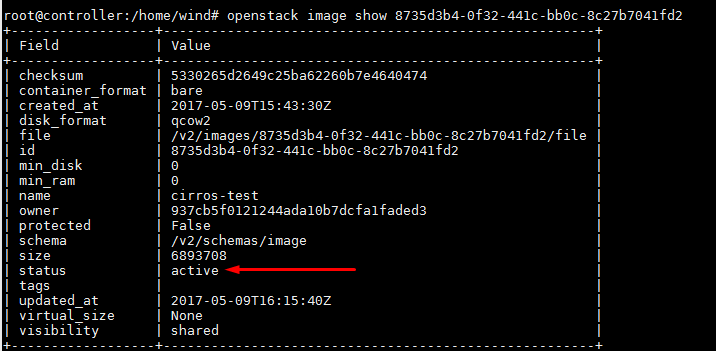 root@controller:/home/wind# openstack image show 8735d3b4-0f32-441c-bb0c-8c27b7041fd2
+------------------+------------------------------------------------------+
| Field            | Value                                                |
+------------------+------------------------------------------------------+
| checksum         | 5330265d2649c25ba62260b7e4640474                     |
| container_format | bare                                                 |
| created_at       | 2017-05-09T15:43:30Z                                 |
| disk_format      | qcow2                                                |
| file             | /v2/images/8735d3b4-0f32-441c-bb0c-8c27b7041fd2/file |
| id               | 8735d3b4-0f32-441c-bb0c-8c27b7041fd2                 |
| min_disk         | 0                                                    |
| min_ram          | 0                                                    |
| name             | cirros-test                                          |
| owner            | 937cb5f0121244ada10b7dcfa1faded3                     |
| protected        | False                                                |
| schema           | /v2/schemas/image                                    |
| size             | 6893708                                              |
| status           | active                                               |
| tags             |                                                      |
| updated_at       | 2017-05-09T16:15:40Z                                 |
| virtual_size     | None                                                 |
| visibility       | shared                                               |
+------------------+------------------------------------------------------+